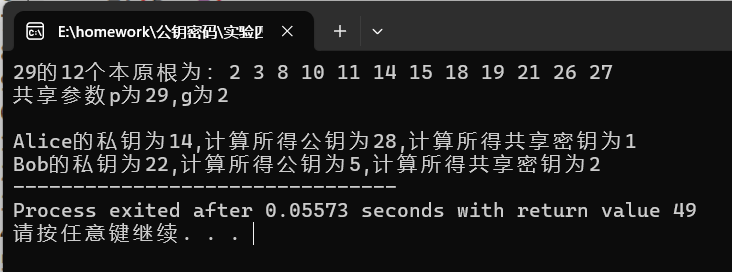 E:\homework\公钥密码\实验四
29的12个本原根为: 2 3 8 10 11 14 15 18 19 21 26 27
共享参数p为29,g为2
Alice的私钥为14,计算所得公钥为28,计算所得共享密钥为1
Bob的私钥为22,计算所得公钥为5,计算所得共享密钥为2
--------------------------------
Process exited after 0.05573 seconds with return value 49
请按任意键继续. . .